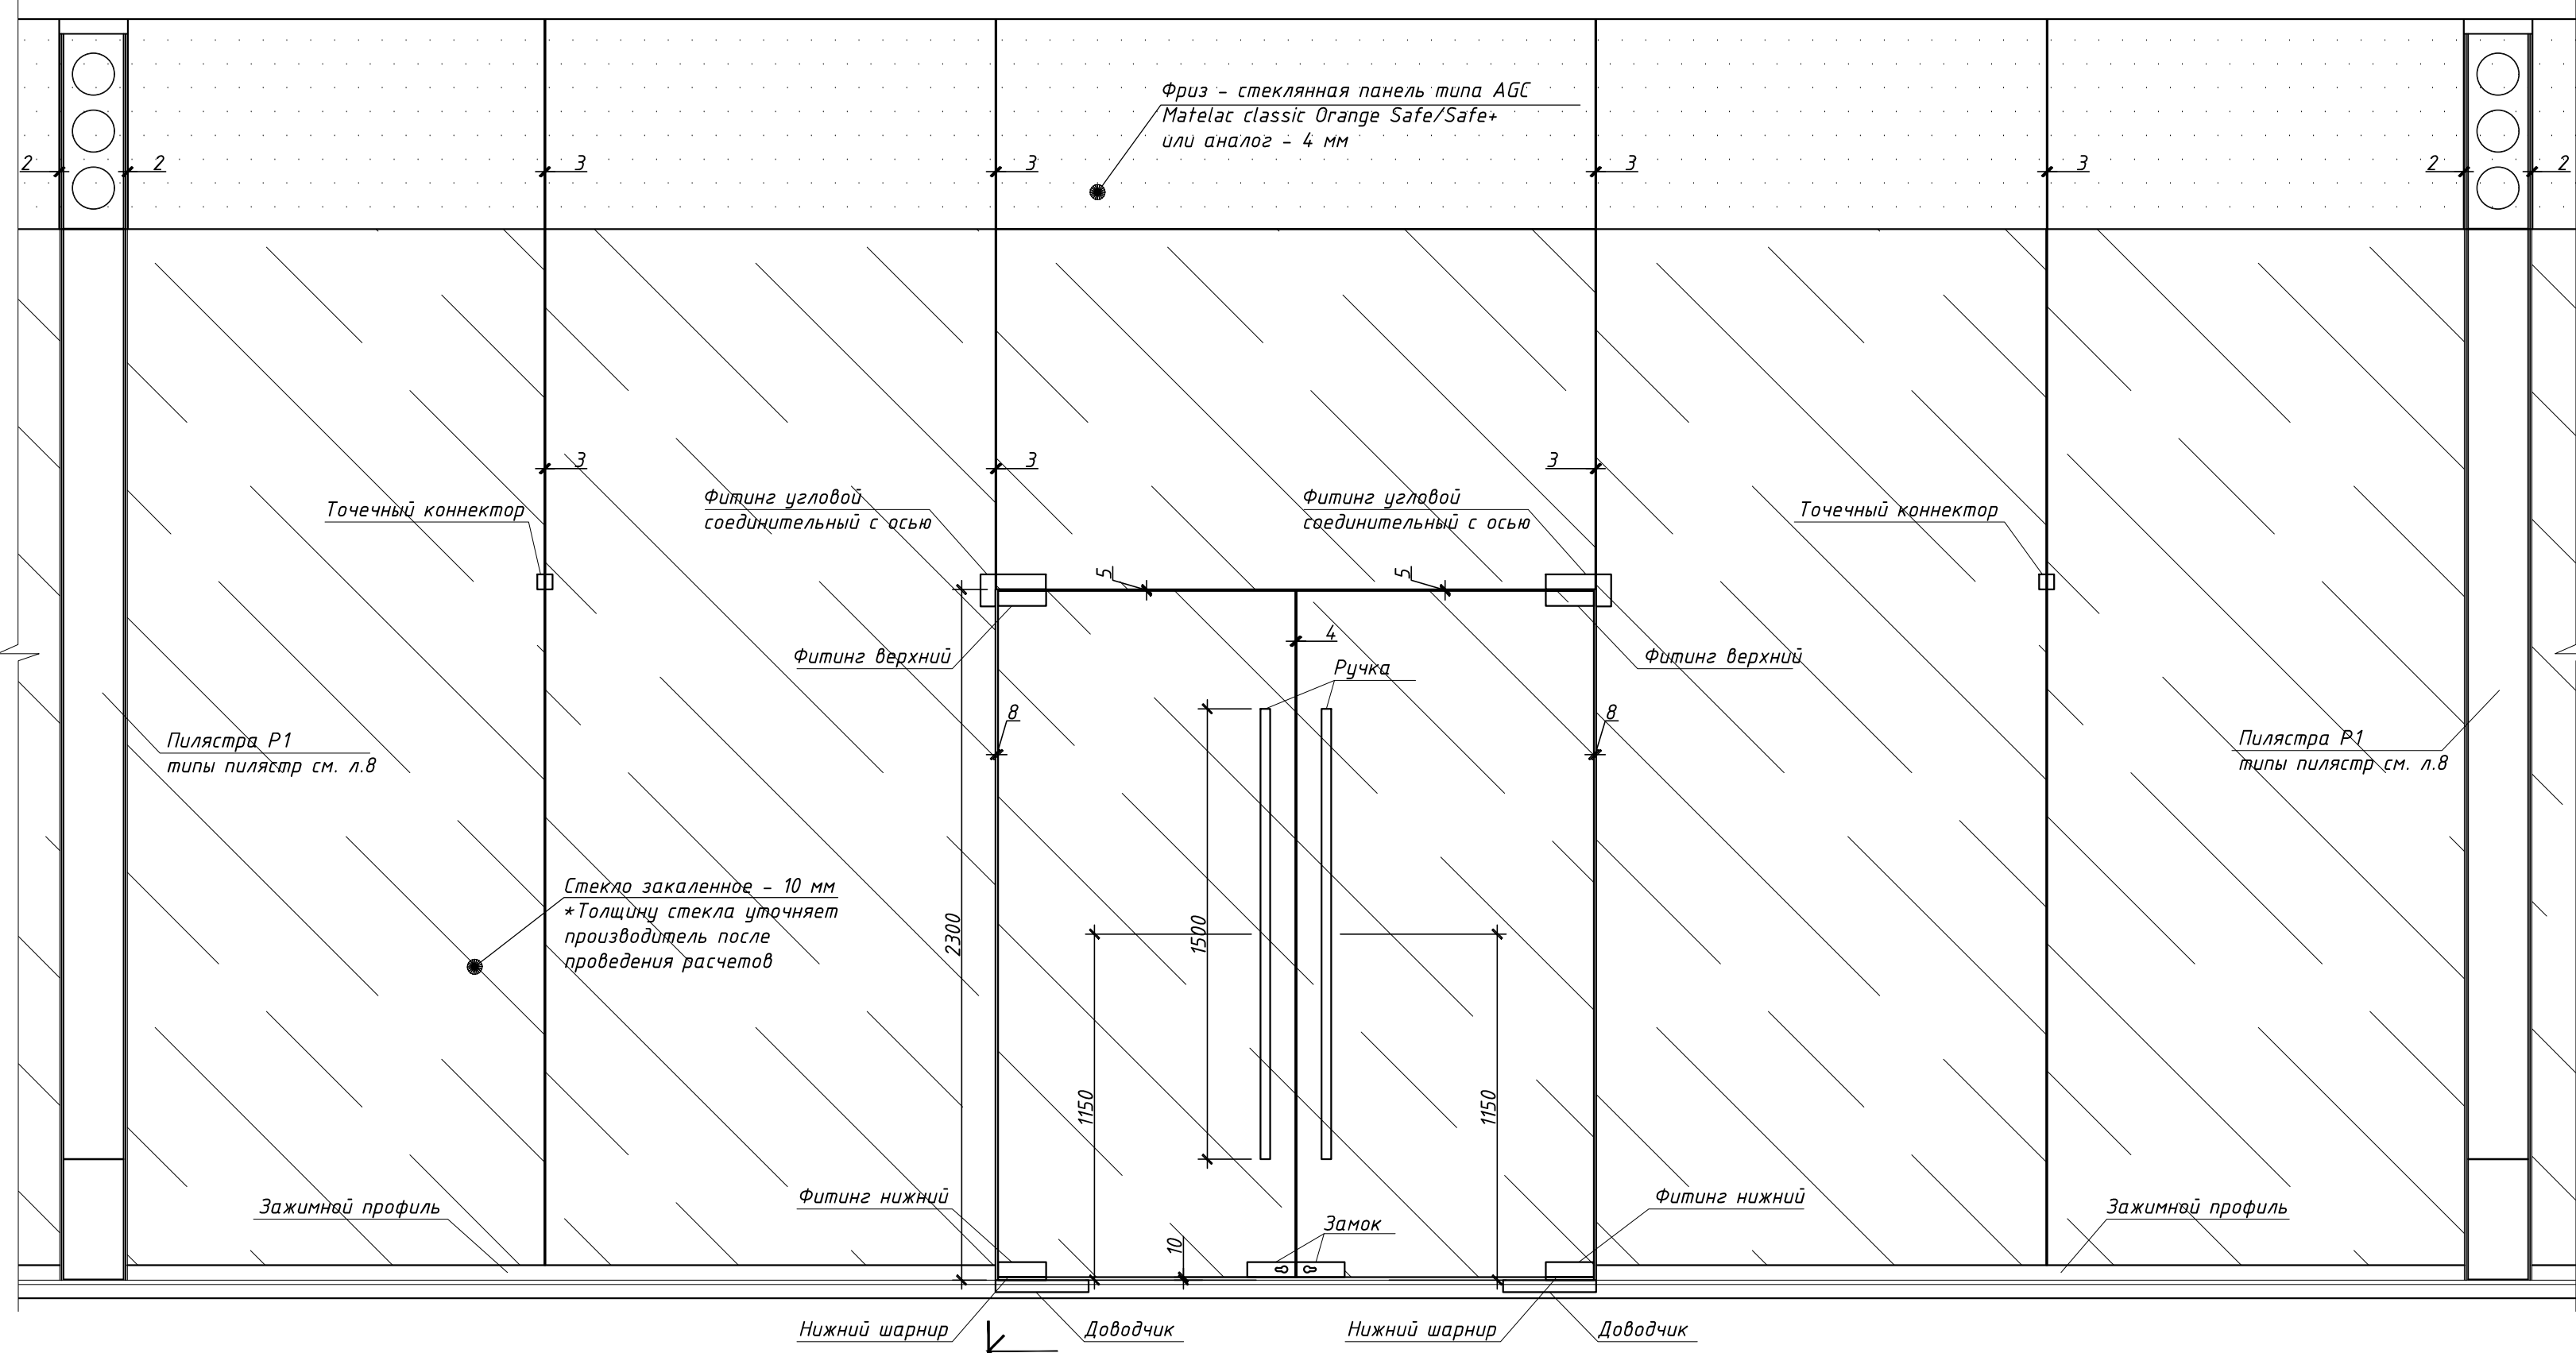 Фриз - стеклянная панель типа AGC
Matelac classic Orange Safe/Safe+
или аналог - 4 мм
2
2
3
3
3
3
2
2
3
3
3
Точечный коннектор
Фитинг угловой
соединительный с осью
Фитинг угловой
соединительный с осью
Точечный коннектор
5
5
4
Фитинг верхний
Ручка
Фитинг верхний
8
8
Пилястра Р1
типы пилястр см. л.8
Пилястра Р1
типы пилястр см. л.8
Стекло закаленное - 10 мм
*Толщину стекла уточняет
производитель после
проведения расчетов
2300
1500
1150
1150
Зажимной профиль
Фитинг нижний
Замок
10
Фитинг нижний
Зажимной профиль
Нижний шарнир
Доводчик
Нижний шарнир
Доводчик